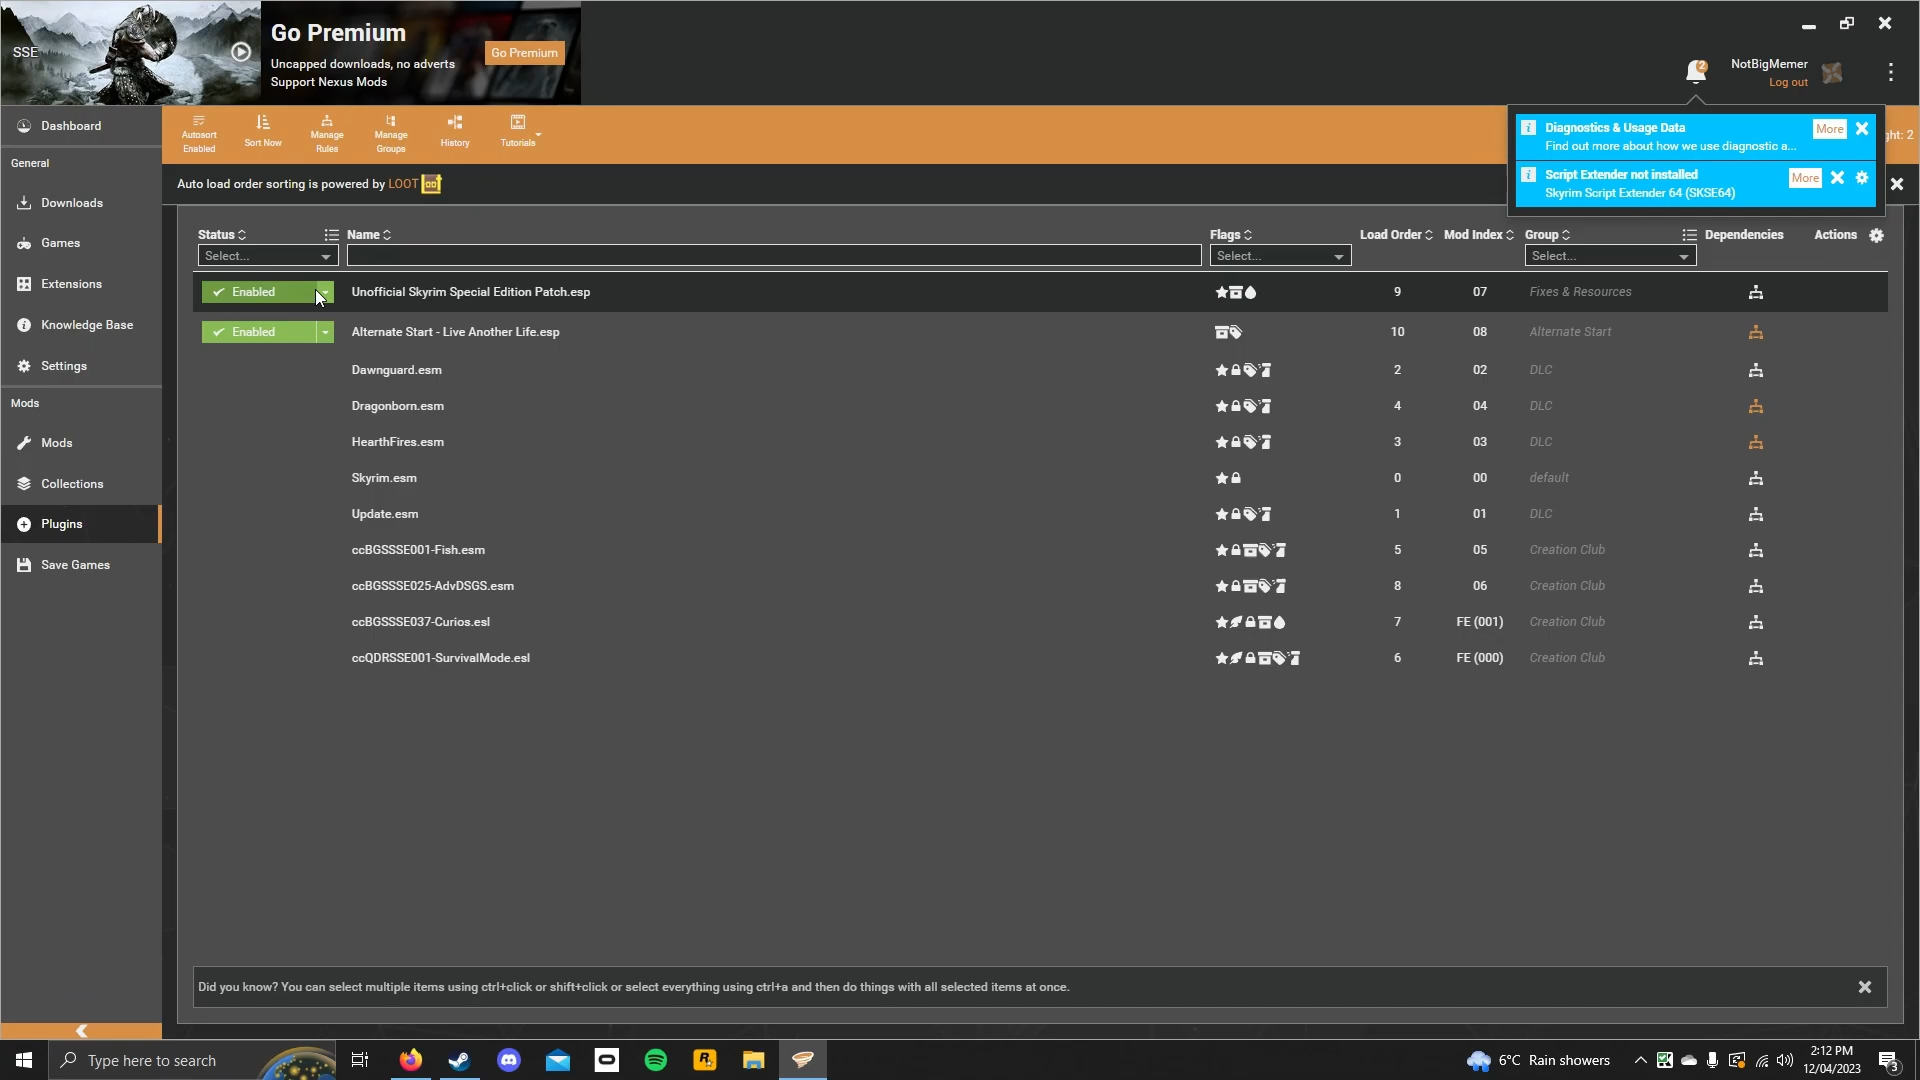 SSE
Go Premium
Uncapped downloads, no adverts
Support Nexus Mods
Go Premium
2
NotBigMemer
Log out
Dashboard
General
Downloads
Games
Extensions
Knowledge Base
Settings
Mods
Mods
Collections
Plugins
Save Games
Autosort
Enabled
Sort Now
Manage
Rules
Manage
Groups
History
Tutorials
ght: 2
Diagnostics & Usage Data
More
Find out more about how we use diagnostic a...
Script Extender not installed
More
Skyrim Script Extender 64 (SKSE64)
Auto load order sorting is powered by LOOT
Status Name Flags Load Order Mod Index Group Dependencies Actions
Select... Select... Select...
Enabled Unofficial Skyrim Special Edition Patch.esp 9 07 Fixes & Resources
Enabled Alternate Start - Live Another Life.esp 10 08 Alternate Start
Dawnguard.esm 2 02 DLC
Dragonborn.esm 4 04 DLC
HearthFires.esm 3 03 DLC
Skyrim.esm 0 00 default
Update.esm 1 01 DLC
ccBGSSSE001-Fish.esm 5 05 Creation Club
ccBGSSSE025-AdvDSGS.esm 8 06 Creation Club
ccBGSSSE037-Curios.esl 7 FE (001) Creation Club
ccQDRSSE001-SurvivalMode.esl 6 FE (000) Creation Club
Did you know? You can select multiple items using ctrl+click or shift+click or select everything using ctrl+a and then do things with all selected items at once.
Type here to search
6°C Rain showers
2:12 PM
12/04/2023
3